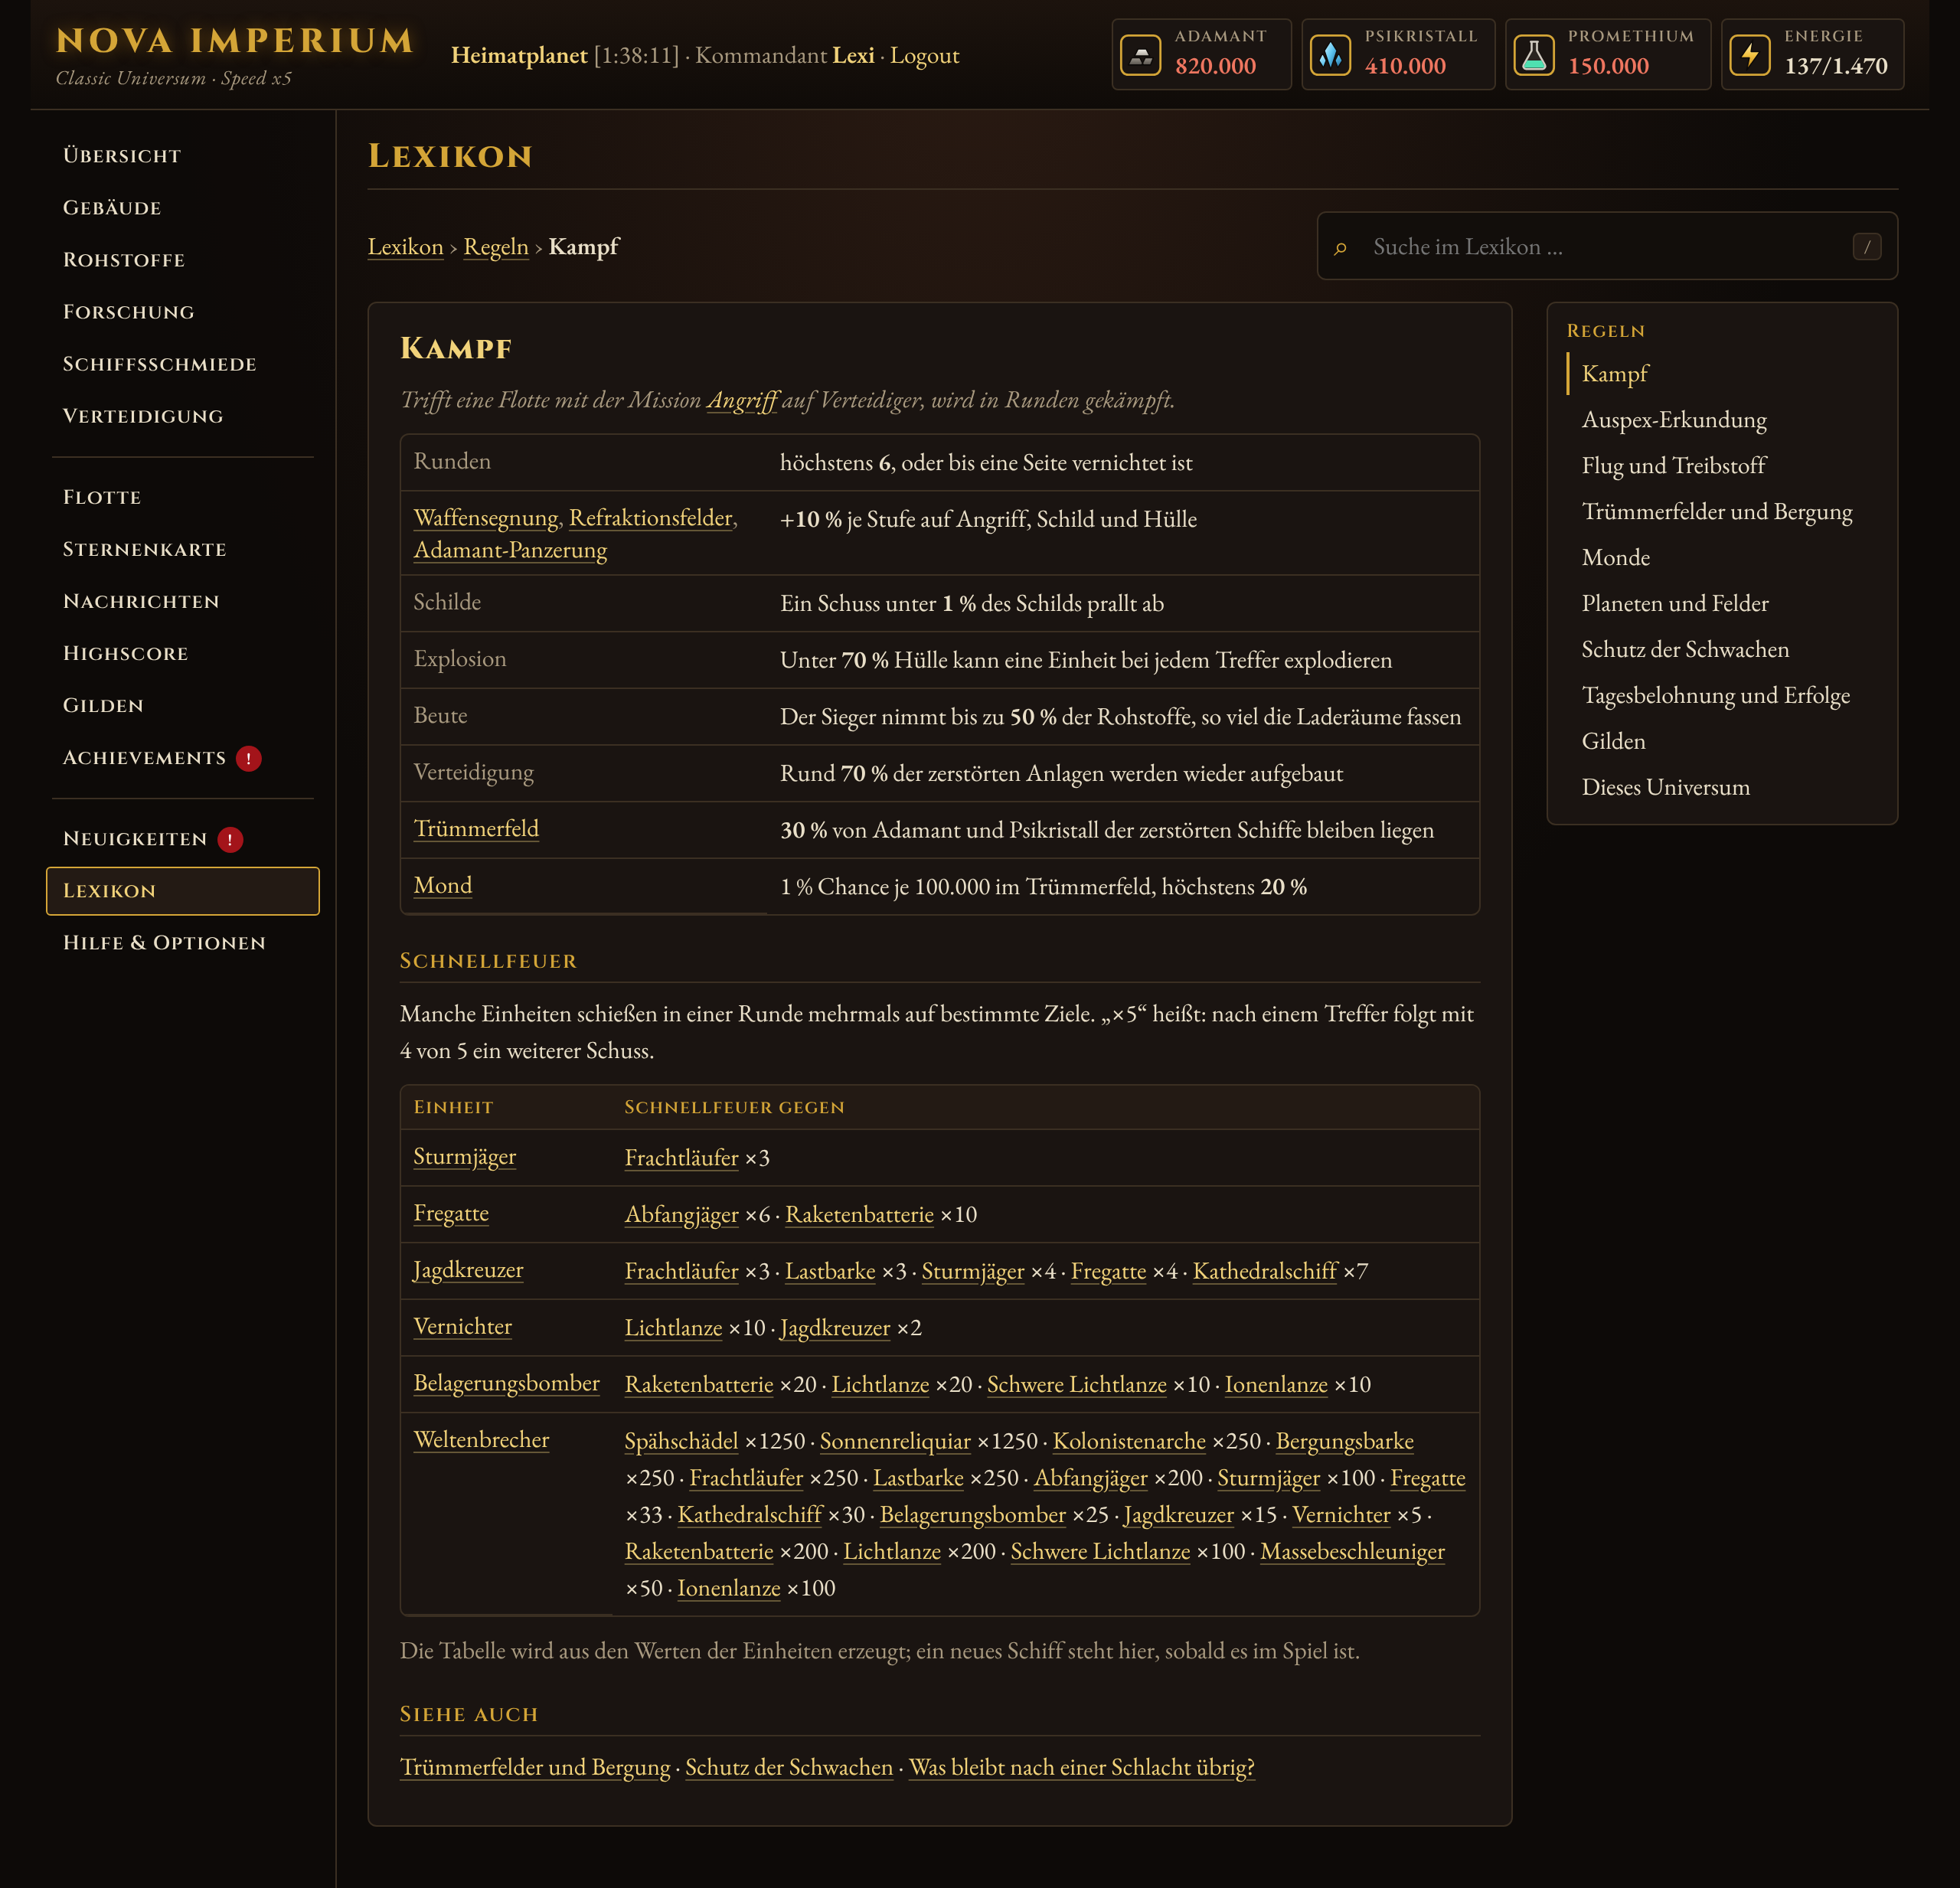 NOVA IMPERIUM
Classic Universum · Speed x5
Heimatplanet [1:38:11] · Kommandant Lexi · Logout
ADAMANT
820.000
PSIKRISTALL
410.000
PROMETHIUM
150.000
ENERGIE
137/1.470
ÜBERSICHT
GEBÄUDE
ROHSTOFFE
FORSCHUNG
SCHIFFSSCHMIEDE
VERTEIDIGUNG
FLOTTE
STERNENKARTE
NACHRICHTEN
HIGHSCORE
GILDEN
ACHIEVEMENTS !
NEUIGKEITEN !
LEXIKON
HILFE & OPTIONEN
LEXIKON
Lexikon › Regeln › Kampf
Suche im Lexikon …
/
KAMPF
Trifft eine Flotte mit der Mission Angriff auf Verteidiger, wird in Runden gekämpft.
Runden
höchstens 6, oder bis eine Seite vernichtet ist
Waffensegnung, Refraktionsfelder,
Adamant-Panzerung
+10 % je Stufe auf Angriff, Schild und Hülle
Schilde
Ein Schuss unter 1 % des Schilds prallt ab
Explosion
Unter 70 % Hülle kann eine Einheit bei jedem Treffer explodieren
Beute
Der Sieger nimmt bis zu 50 % der Rohstoffe, so viel die Laderäume fassen
Verteidigung
Rund 70 % der zerstörten Anlagen werden wieder aufgebaut
Trümmerfeld
30 % von Adamant und Psikristall der zerstörten Schiffe bleiben liegen
Mond
1 % Chance je 100.000 im Trümmerfeld, höchstens 20 %
SCHNELLFEUER
Manche Einheiten schießen in einer Runde mehrmals auf bestimmte Ziele. „×5“ heißt: nach einem Treffer folgt mit
4 von 5 ein weiterer Schuss.
EINHEIT
SCHNELLFEUER GEGEN
Sturmjäger
Frachtläufer ×3
Fregatte
Abfangjäger ×6 · Raketenbatterie ×10
Jagdkreuzer
Frachtläufer ×3 · Lastbarke ×3 · Sturmjäger ×4 · Fregatte ×4 · Kathedralschiff ×7
Vernichter
Lichtlanze ×10 · Jagdkreuzer ×2
Belagerungsbomber
Raketenbatterie ×20 · Lichtlanze ×20 · Schwere Lichtlanze ×10 · Ionenlanze ×10
Weltenbrecher
Spähschädel ×1250 · Sonnenreliquiar ×1250 · Kolonistenarche ×250 · Bergungsbarke
×250 · Frachtläufer ×250 · Lastbarke ×250 · Abfangjäger ×200 · Sturmjäger ×100 · Fregatte
×33 · Kathedralschiff ×30 · Belagerungsbomber ×25 · Jagdkreuzer ×15 · Vernichter ×5 ·
Raketenbatterie ×200 · Lichtlanze ×200 · Schwere Lichtlanze ×100 · Massebeschleuniger
×50 · Ionenlanze ×100
Die Tabelle wird aus den Werten der Einheiten erzeugt; ein neues Schiff steht hier, sobald es im Spiel ist.
SIEHE AUCH
Trümmerfelder und Bergung · Schutz der Schwachen · Was bleibt nach einer Schlacht übrig?
REGELN
Kampf
Auspex-Erkundung
Flug und Treibstoff
Trümmerfelder und Bergung
Monde
Planeten und Felder
Schutz der Schwachen
Tagesbelohnung und Erfolge
Gilden
Dieses Universum